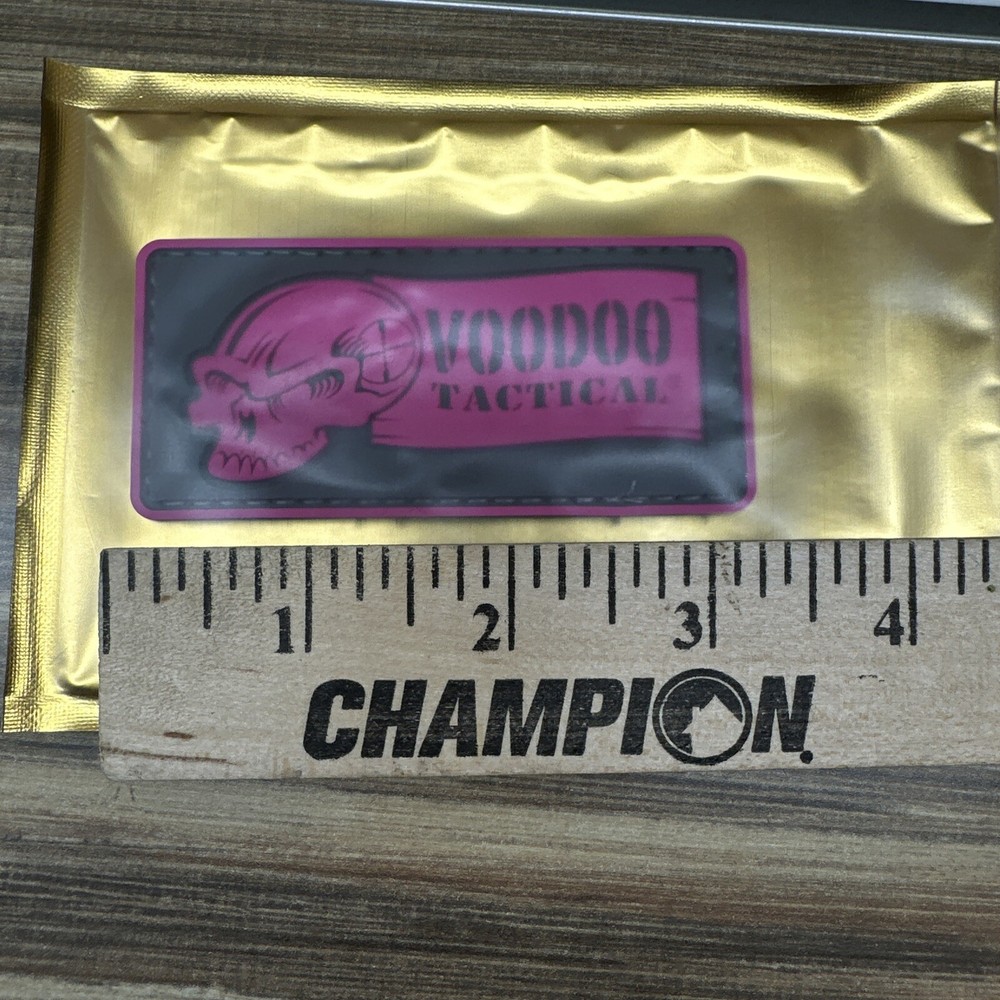 VOODOO
TACTICAL
1 2 3 4
CHAMPION.